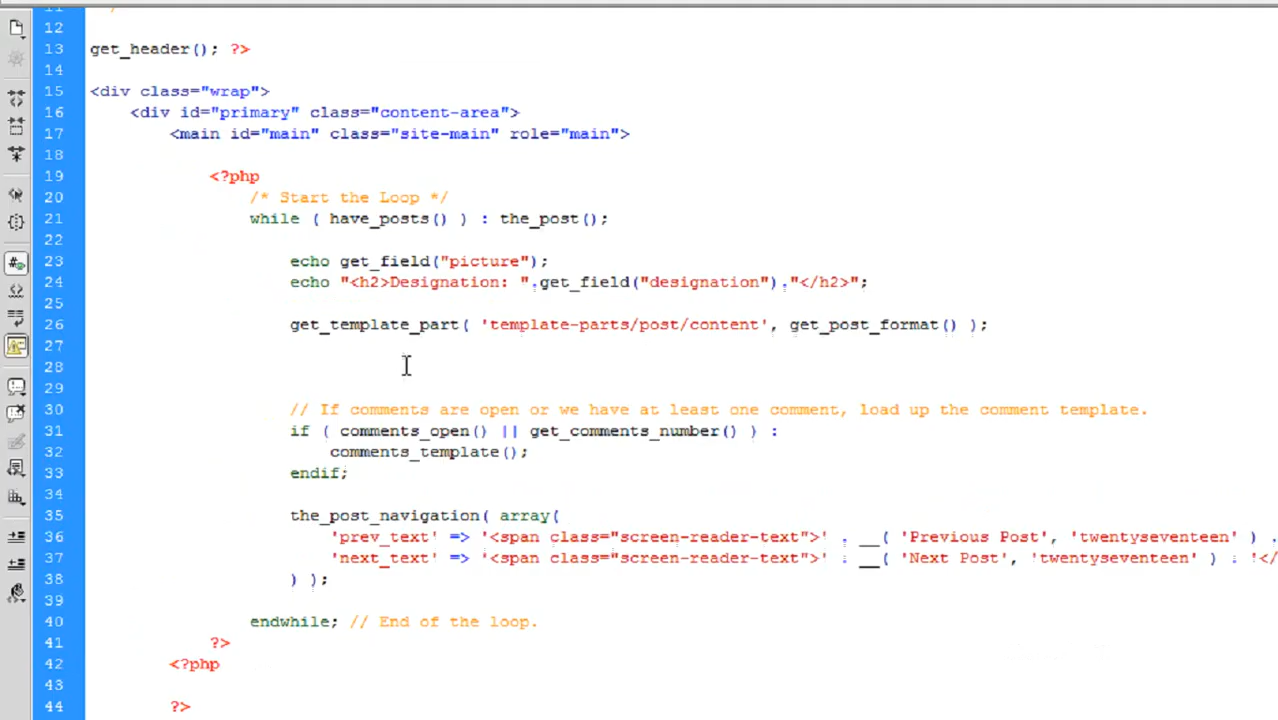 12
13 get_header(); ?>
14
15 <div class="wrap">
16 <div id="primary" class="content-area">
17 <main id="main" class="site-main" role="main">
18
19 <?php
20 /* Start the Loop */
21 while ( have_posts() ) : the_post();
22
23 echo get_field("picture");
24 echo "<h2>Designation: ".get_field("designation")."</h2>";
25
26 get_template_part( 'template-parts/post/content', get_post_format() );
27
28
29
30 // If comments are open or we have at least one comment, load up the comment template.
31 if ( comments_open() || get_comments_number() ) :
32 comments_template();
33 endif;
34
35 the_post_navigation( array(
36 'prev_text' => '<span class="screen-reader-text">' . __( 'Previous Post', 'twentyseventeen' ) .
37 'next_text' => '<span class="screen-reader-text">' . __( 'Next Post', 'twentyseventeen' ) . '</
38 ) );
39
40 endwhile; // End of the loop.
41 ?>
42 <?php
43
44 ?>